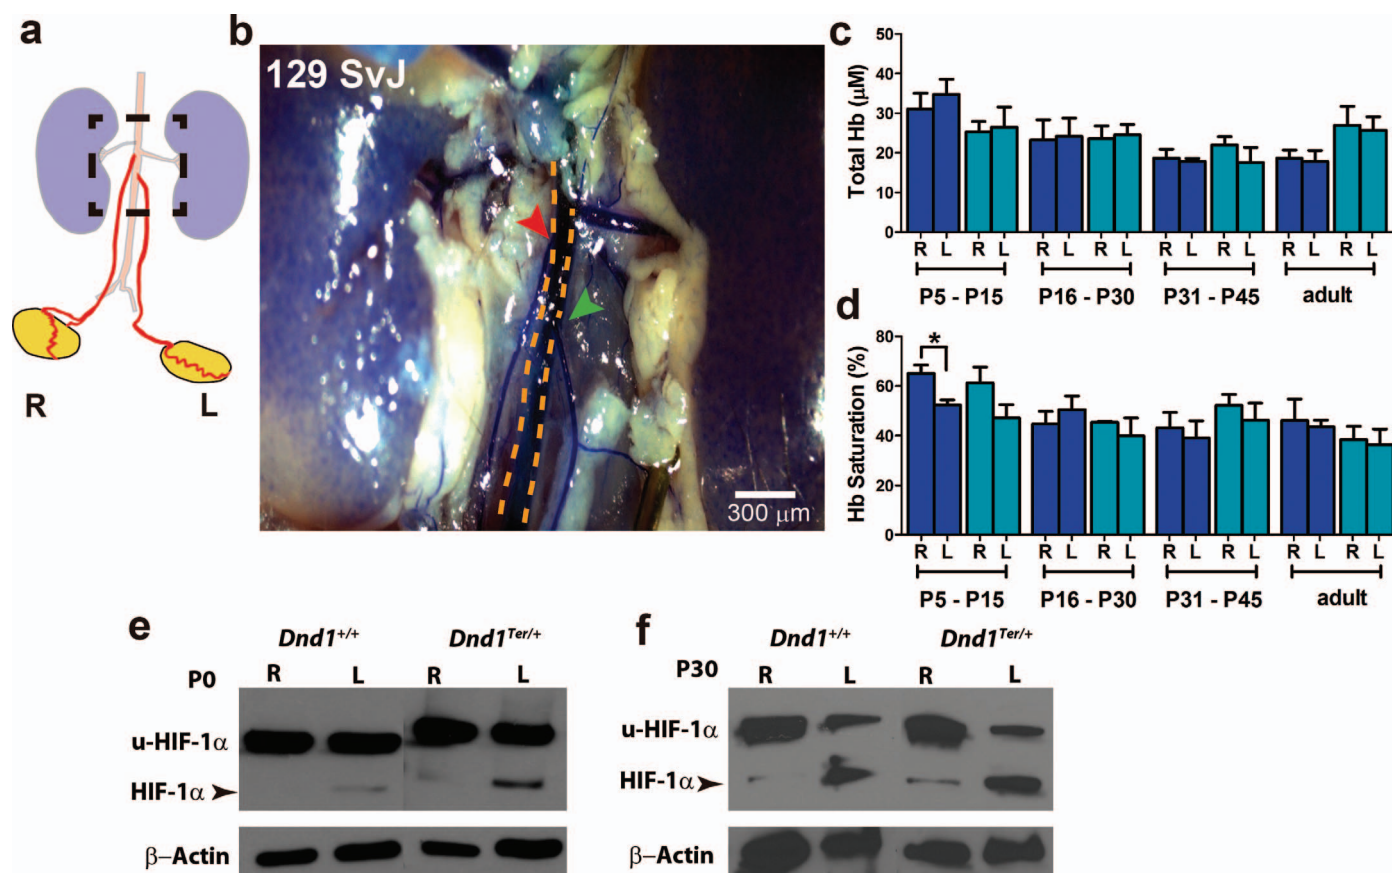 a
R L
b
129 SvJ
300 μm
c
Total Hb (μM)
50
40
30
20
10
0
R L R L R L R L R L R L R L R L
P5 - P15 P16 - P30 P31 - P45 adult
d
Hb Saturation (%)
80
60
40
20
0
*
R L R L R L R L R L R L R L R L
P5 - P15 P16 - P30 P31 - P45 adult
e
Dnd1+/+ Dnd1Ter/+
P0 R L R L
u-HIF-1α
HIF-1α
β-Actin
f
Dnd1+/+ Dnd1Ter/+
P30 R L R L
u-HIF-1α
HIF-1α
β-Actin